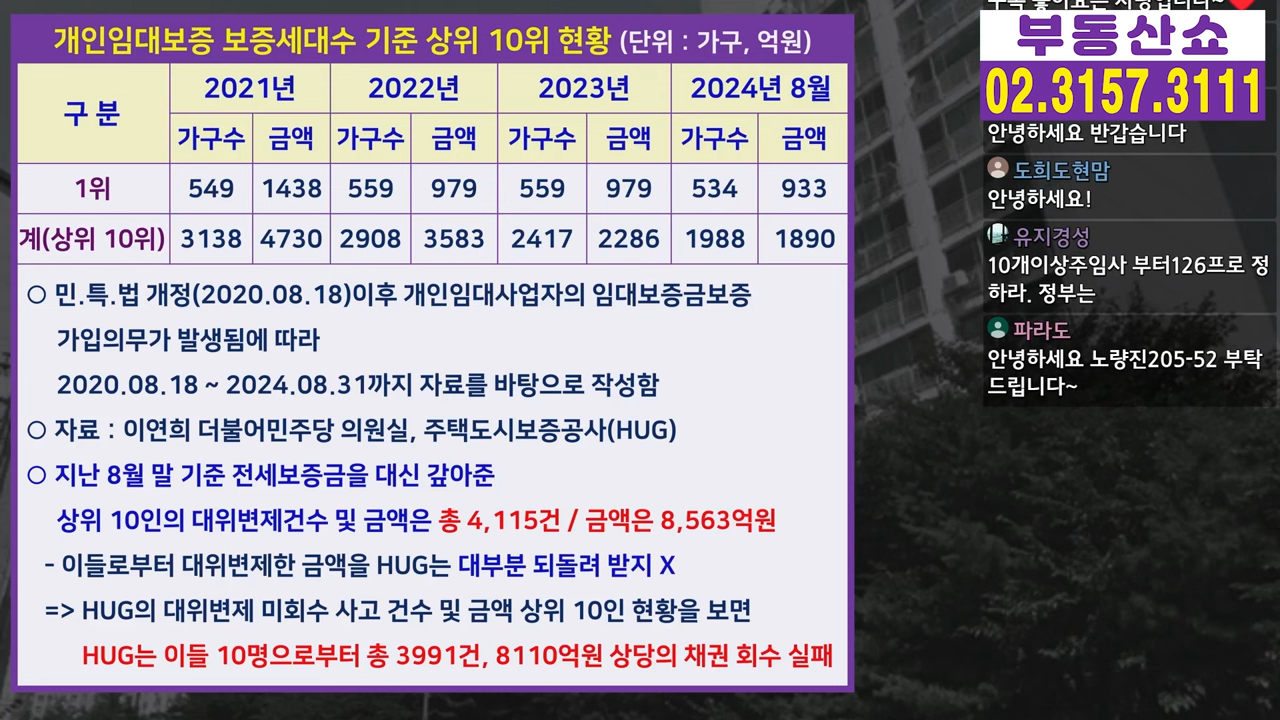 개인임대보증 보증세대수 기준 상위 10위 현황 (단위 : 가구, 억원)
구 분 2021년 2022년 2023년 2024년 8월
가구수 금액 가구수 금액 가구수 금액 가구수 금액
1위 549 1438 559 979 559 979 534 933
계(상위 10위) 3138 4730 2908 3583 2417 2286 1988 1890
○ 민.특.법 개정(2020.08.18)이후 개인임대사업자의 임대보증금보증
가입의무가 발생됨에 따라
2020.08.18 ~ 2024.08.31까지 자료를 바탕으로 작성함
○ 자료 : 이연희 더불어민주당 의원실, 주택도시보증공사(HUG)
○ 지난 8월 말 기준 전세보증금을 대신 갚아준
상위 10인의 대위변제건수 및 금액은 총 4,115건 / 금액은 8,563억원
- 이들로부터 대위변제한 금액을 HUG는 대부분 되돌려 받지 X
=> HUG의 대위변제 미회수 사고 건수 및 금액 상위 10인 현황을 보면
HUG는 이들 10명으로부터 총 3991건, 8110억원 상당의 채권 회수 실패
부동산쇼
02.3157.3111
안녕하세요 반갑습니다
도희도현맘
안녕하세요!
유지경성
10개이상주임사 부터126프로 정
하라. 정부는
파라도
안녕하세요 노량진205-52 부탁
드립니다~